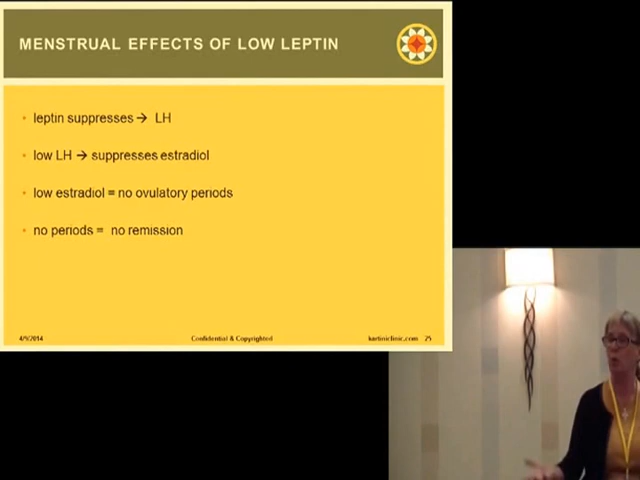 MENSTRUAL EFFECTS OF LOW LEPTIN
• leptin suppresses → LH
• low LH → suppresses estradiol
• low estradiol = no ovulatory periods
• no periods = no remission
4/9/2014 Confidential & Copyrighted kartiniclinic.com 25